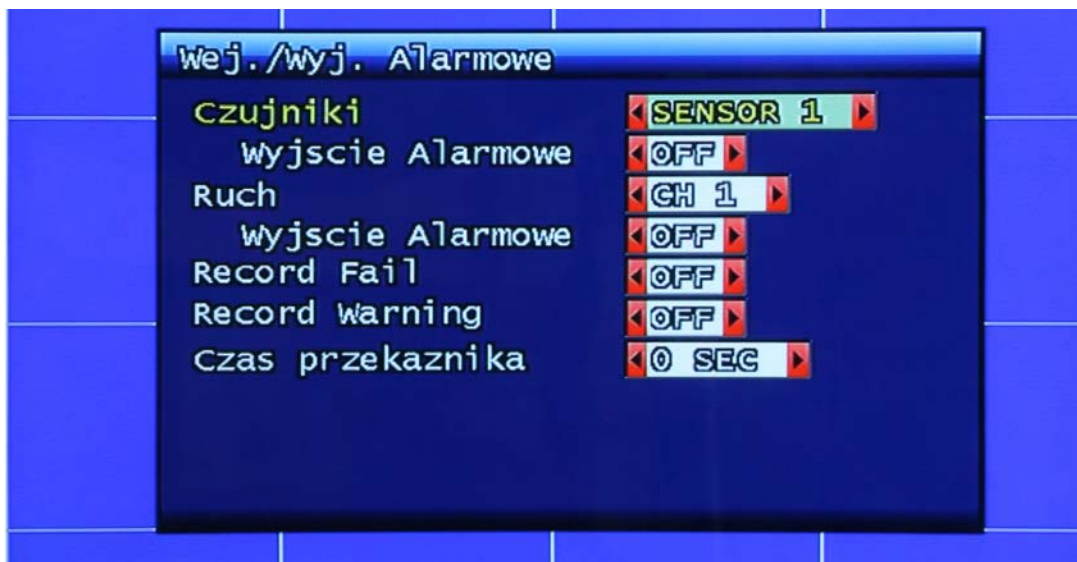 Wej./Wyj. Alarmowe
Czujniki SENSOR 1
Wyjscie Alarmowe OFF
Ruch CH 1
Wyjscie Alarmowe OFF
Record Fail OFF
Record Warning OFF
Czas przekaznika 0 SEC